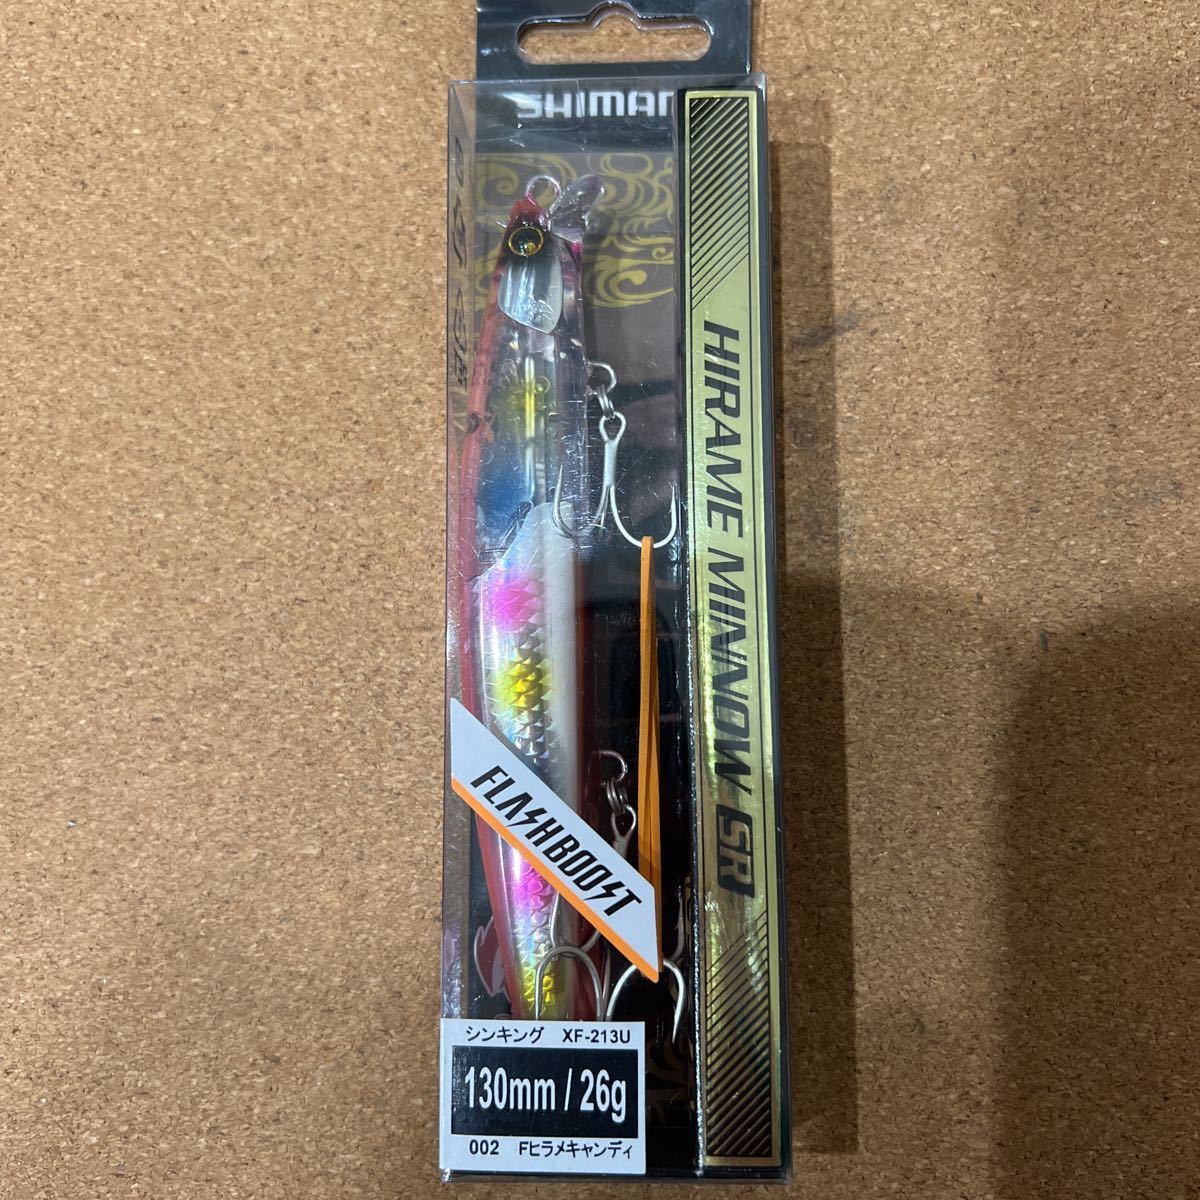 SHIMAN
HIRAME MINNOW SR
FLASHBOOST
シンキング XF-213U
130mm / 26g
002 Fヒラメキャンディ